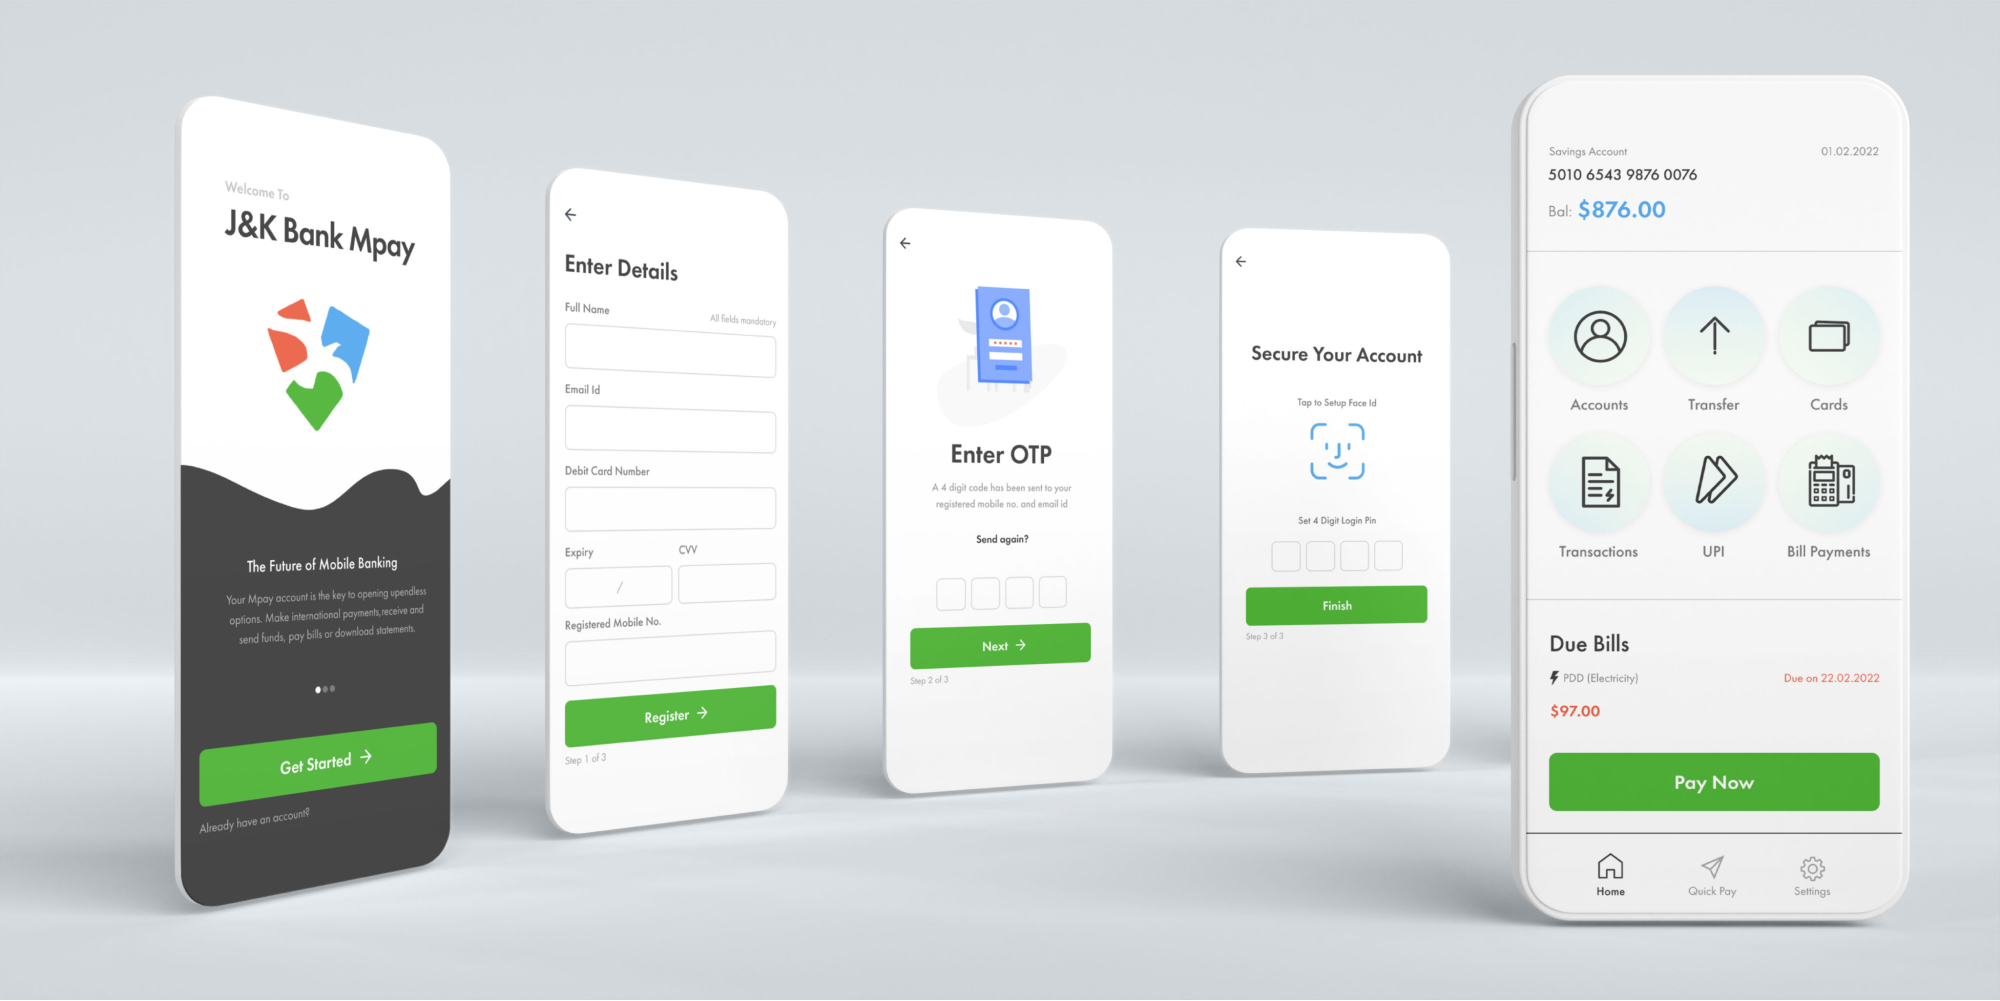 Welcome To
J&K Bank Mpay
The Future of Mobile Banking
Your Mpay account is the key to opening upendless
options. Make international payments,receive and
send funds, pay bills or download statements.
Get Started →
Already have an account?
←
Enter Details
Full Name
All fields mandatory
Email Id
Debit Card Number
Expiry CVV
/
Registered Mobile No.
Register →
Step 1 of 3
←
Enter OTP
A 4 digit code has been sent to your
registered mobile no. and email id
Send again?
Next →
Step 2 of 3
←
Secure Your Account
Tap to Setup Face Id
Set 4 Digit Login Pin
Finish
Step 3 of 3
Savings Account 01.02.2022
5010 6543 9876 0076
Bal: $876.00
Accounts Transfer Cards
Transactions UPI Bill Payments
Due Bills
PDD (Electricity) Due on 22.02.2022
$97.00
Pay Now
Home Quick Pay Settings